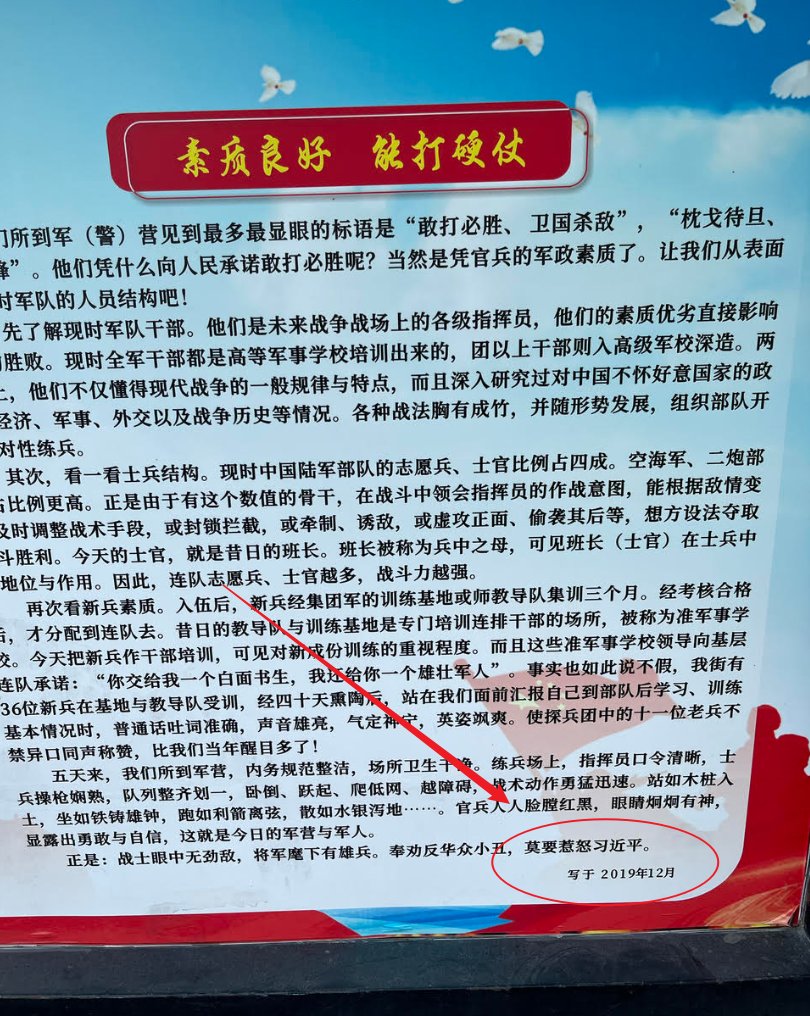 素质良好 能打硬仗
们所到军（警）营见到最多最显眼的标语是“敢打必胜、卫国杀敌”，“枕戈待旦、
”。他们凭什么向人民承诺敢打必胜呢？当然是凭官兵的军政素质了。让我们从表面
时军队的人员结构吧！
先了解现时军队干部。他们是未来战争战场上的各级指挥员，他们的素质优劣直接影响
胜败。现时全军干部都是高等军事学校培训出来的，团以上干部则入高级军校深造。两
上，他们不仅懂得现代战争的一般规律与特点，而且深入研究过对中国不怀好意国家的政
经济、军事、外交以及战争历史等情况。各种战法胸有成竹，并随形势发展，组织部队开
对性练兵。
其次，看一看士兵结构。现时中国陆军部队的志愿兵、士官比例占四成。空海军、二炮部
占比例更高。正是由于有这个数值的骨干，在战斗中领会指挥员的作战意图，能根据敌情变
及时调整战术手段，或封锁拦截，或牵制、诱敌，或虚攻正面、偷袭其后等，想方设法夺取
斗胜利。今天的士官，就是昔日的班长。班长被称为兵中之母，可见班长（士官）在士兵中
地位与作用。因此，连队志愿兵、士官越多，战斗力越强。
再次看新兵素质。入伍后，新兵经集团军的训练基地或师教导队集训三个月。经考核合格
后，才分配到连队去。昔日的教导队与训练基地是专门培训连排干部的场所，被称为准军事学
校。今天把新兵作干部培训，可见对新成份训练的重视程度。而且这些准军事学校领导向基层
连队承诺：“你交给我一个白面书生，我还给你一个雄壮军人”。事实也如此说不假，我街有
36位新兵在基地与教导队受训，经四十天熏陶后，站在我们面前汇报自己到部队后学习、训练
基本情况时，普通话吐词准确，声音雄亮，气定神宁，英姿飒爽。使探兵团中的十一位老兵不
禁异口同声称赞，比我们当年醒目多了！
五天来，我们所到军营，内务规范整洁，场所卫生干净。练兵场上，指挥员口令清晰，士
兵操枪娴熟，队列整齐划一，卧倒、跃起、爬低网、越障碍，战术动作勇猛迅速。站如木桩入
土，坐如铁铸雄钟，跑如利箭离弦，散如水银泻地……。官兵人人脸膛红黑，眼睛炯炯有神，
显露出勇敢与自信，这就是今日的军营与军人。
正是：战士眼中无劲敌，将军麾下有雄兵。奉劝反华众小丑，莫要惹怒习近平。
写于 2019年12月